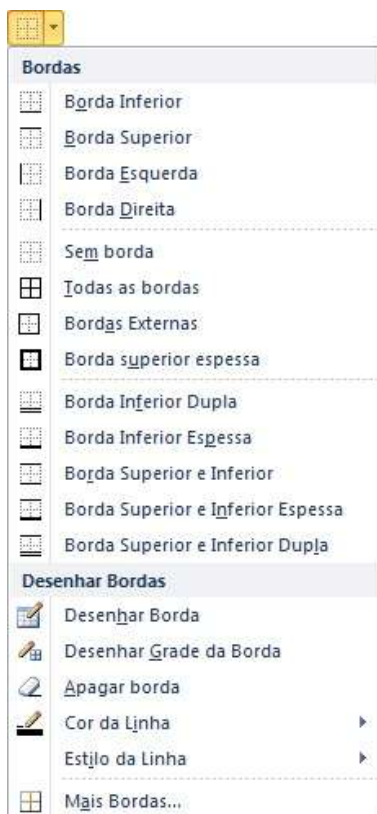 Bordas
Borda Inferior
Borda Superior
Borda Esquerda
Borda Direita
Sem borda
Todas as bordas
Bordas Externas
Borda superior espessa
Borda Inferior Dupla
Borda Inferior Espessa
Borda Superior e Inferior
Borda Superior e Inferior Espessa
Borda Superior e Inferior Dupla
Desenhar Bordas
Desenhar Borda
Desenhar Grade da Borda
Apagar borda
Cor da Linha
Estilo da Linha
Mais Bordas...